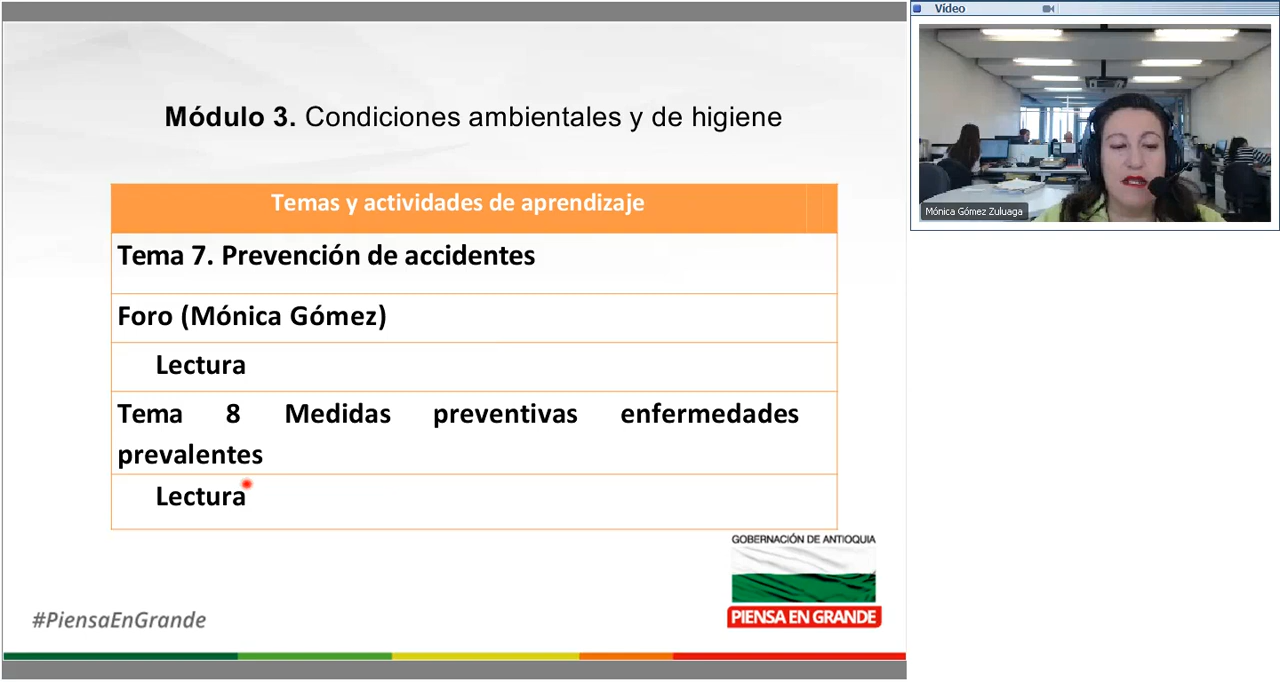 Módulo 3. Condiciones ambientales y de higiene
Temas y actividades de aprendizaje
Tema 7. Prevención de accidentes
Foro (Mónica Gómez)
Lectura
Tema 8 Medidas preventivas enfermedades
prevalentes
Lectura
GOBERNACIÓN DE ANTIOQUIA
PIENSA EN GRANDE
#PiensaEnGrande
Vídeo
Mónica Gómez Zuluaga